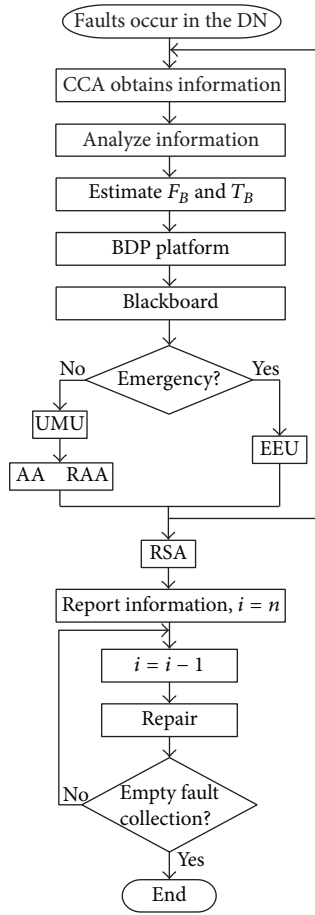 Faults occur in the DN
CCA obtains information
Analyze information
Estimate F_B and T_B
BDP platform
Blackboard
No
Emergency?
Yes
UMU
EEU
AA RAA
RSA
Report information, i = n
i = i − 1
Repair
No
Empty fault
collection?
Yes
End